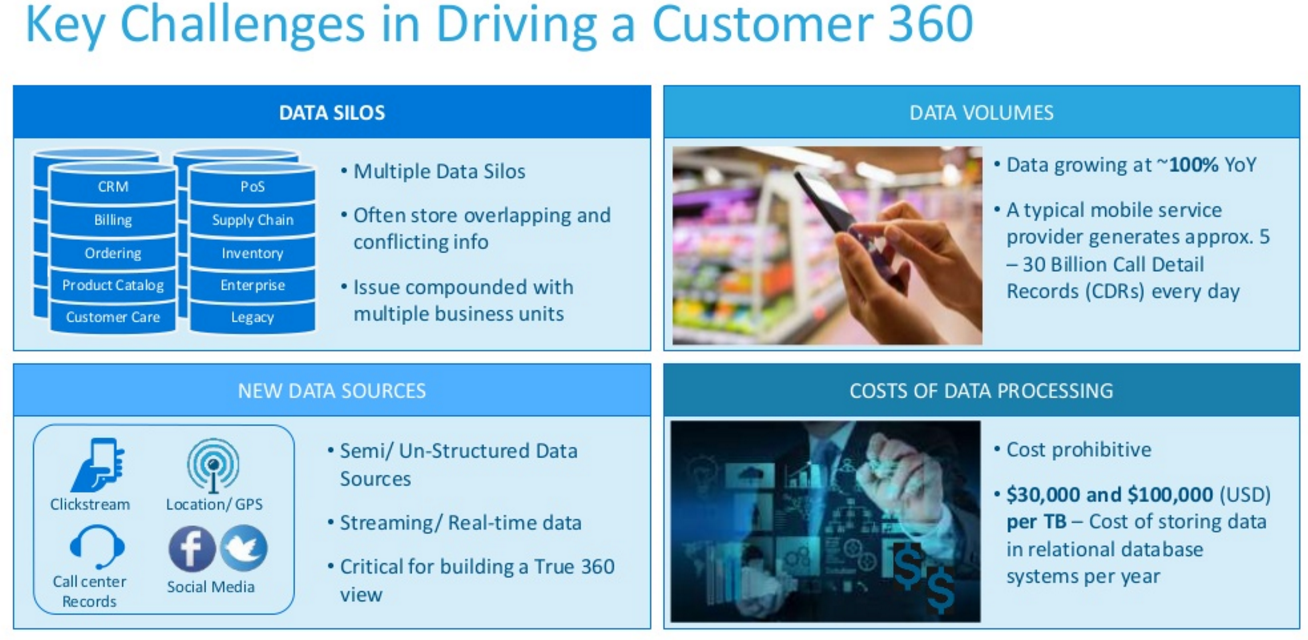 Key Challenges in Driving a Customer 360
DATA SILOS
CRM
Billing
Ordering
Product Catalog
Customer Care
PoS
Supply Chain
Inventory
Enterprise
Legacy
• Multiple Data Silos
• Often store overlapping and
conflicting info
• Issue compounded with
multiple business units
DATA VOLUMES
• Data growing at ~100% YoY
• A typical mobile service
provider generates approx. 5
– 30 Billion Call Detail
Records (CDRs) every day
NEW DATA SOURCES
Clickstream
Location/ GPS
Call center
Records
Social Media
• Semi/ Un-Structured Data
Sources
• Streaming/ Real-time data
• Critical for building a True 360
view
COSTS OF DATA PROCESSING
$
$
• Cost prohibitive
• $30,000 and $100,000 (USD)
per TB – Cost of storing data
in relational database
systems per year